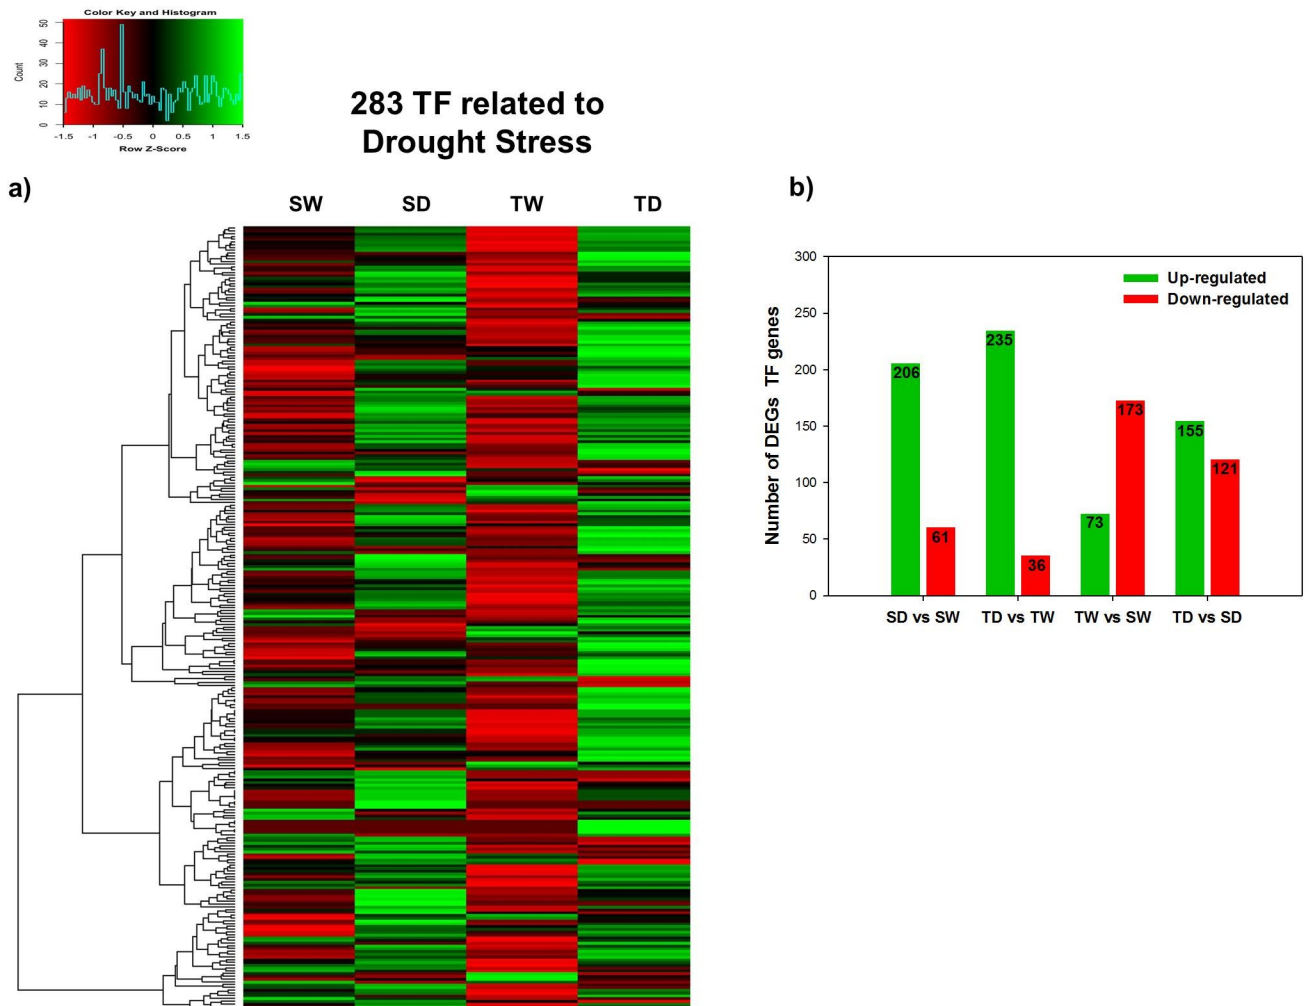 Color Key and Histogram
50
40
30
20
10
0
Count
-1.5 -1 -0.5 0 0.5 1 1.5
Row Z-Score
283 TF related to
Drought Stress
a)
SW SD TW TD
b)
300
250
200
150
100
50
0
Number of DEGs TF genes
Up-regulated
Down-regulated
206
61
235
36
73
173
155
121
SD vs SW TD vs TW TW vs SW TD vs SD